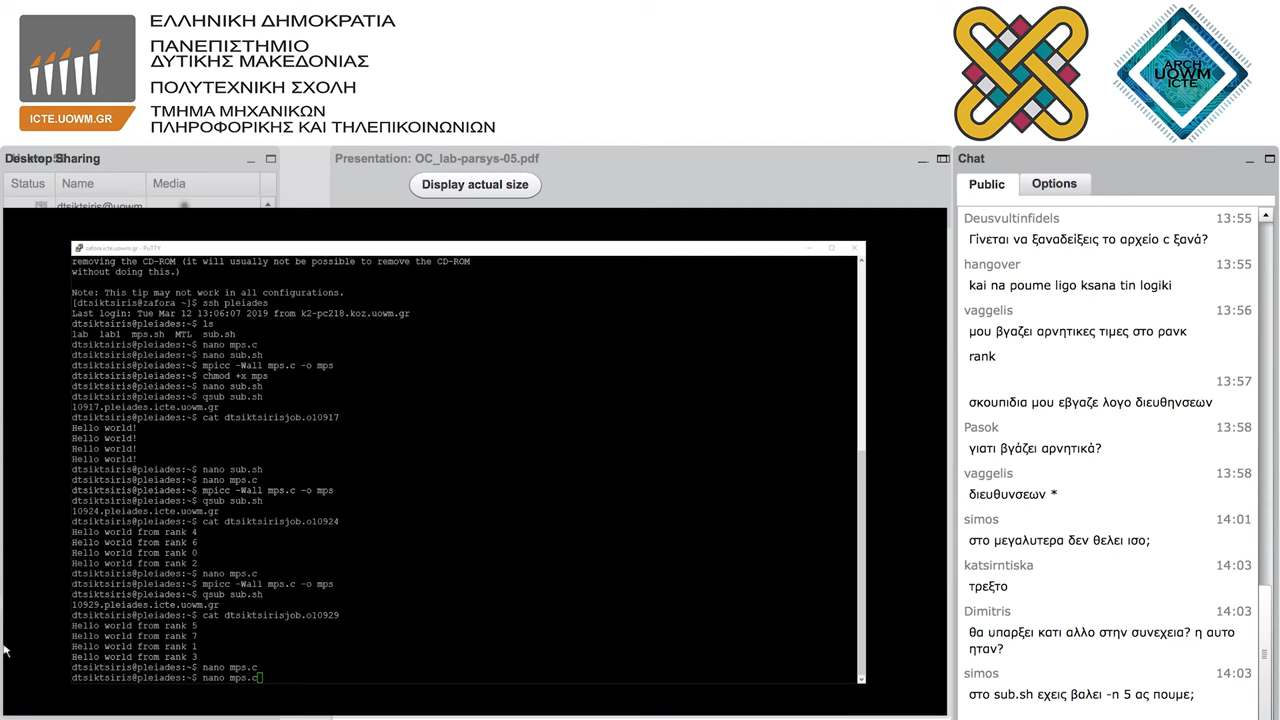 ΕΛΛΗΝΙΚΗ ΔΗΜΟΚΡΑΤΙΑ
ΠΑΝΕΠΙΣΤΗΜΙΟ
ΔΥΤΙΚΗΣ ΜΑΚΕΔΟΝΙΑΣ
ΠΟΛΥΤΕΧΝΙΚΗ ΣΧΟΛΗ
ΤΜΗΜΑ ΜΗΧΑΝΙΚΩΝ
ΠΛΗΡΟΦΟΡΙΚΗΣ ΚΑΙ ΤΗΛΕΠΙΚΟΙΝΩΝΙΩΝ
ICTE.UOWM.GR
ARCH
UOWM
ICTE
Desktop Sharing
Status Name Media
dtsiktsiris@uowm
Presentation: OC_lab-parsys-05.pdf
Display actual size
zafora.icte.uowm.gr - PuTTY
removing the CD-ROM (it will usually not be possible to remove the CD-ROM
without doing this.)
Note: This tip may not work in all configurations.
[dtsiktsiris@zafora ~]$ ssh pleiades
Last login: Tue Mar 12 13:06:07 2019 from k2-pc218.koz.uowm.gr
dtsiktsiris@pleiades:~$ ls
lab lab1 mps.sh MTL sub.sh
dtsiktsiris@pleiades:~$ nano mps.c
dtsiktsiris@pleiades:~$ nano sub.sh
dtsiktsiris@pleiades:~$ mpicc -Wall mps.c -o mps
dtsiktsiris@pleiades:~$ chmod +x mps
dtsiktsiris@pleiades:~$ nano sub.sh
dtsiktsiris@pleiades:~$ qsub sub.sh
10917.pleiades.icte.uowm.gr
dtsiktsiris@pleiades:~$ cat dtsiktsirisjob.o10917
Hello world!
Hello world!
Hello world!
Hello world!
dtsiktsiris@pleiades:~$ nano sub.sh
dtsiktsiris@pleiades:~$ nano mps.c
dtsiktsiris@pleiades:~$ mpicc -Wall mps.c -o mps
dtsiktsiris@pleiades:~$ qsub sub.sh
10924.pleiades.icte.uowm.gr
dtsiktsiris@pleiades:~$ cat dtsiktsirisjob.o10924
Hello world from rank 4
Hello world from rank 6
Hello world from rank 0
Hello world from rank 2
dtsiktsiris@pleiades:~$ nano mps.c
dtsiktsiris@pleiades:~$ mpicc -Wall mps.c -o mps
dtsiktsiris@pleiades:~$ qsub sub.sh
10929.pleiades.icte.uowm.gr
dtsiktsiris@pleiades:~$ cat dtsiktsirisjob.o10929
Hello world from rank 5
Hello world from rank 7
Hello world from rank 1
Hello world from rank 3
dtsiktsiris@pleiades:~$ nano mps.c
dtsiktsiris@pleiades:~$ nano mps.c
Chat
Public Options
Deusvultinfidels 13:55
Γίνεται να ξαναδείξεις το αρχείο c ξανά?
hangover 13:55
kai na poume ligo ksana tin logiki
vaggelis 13:56
μου βγαζει αρνητικες τιμες στο ρανκ
rank
13:57
σκουπιδια μου εβγαζε λογο διευθηνσεων
Pasok 13:58
γιατι βγάζει αρνητικά?
vaggelis 13:58
διευθυνσεων *
simos 14:01
στο μεγαλυτερα δεν θελει ισο;
katsirntiska 14:03
τρεξτο
Dimitris 14:03
θα υπαρξει κατι αλλο στην συνεχεια? η αυτο
ηταν?
simos 14:03
στο sub.sh εχεις βαλει -n 5 ας πουμε;